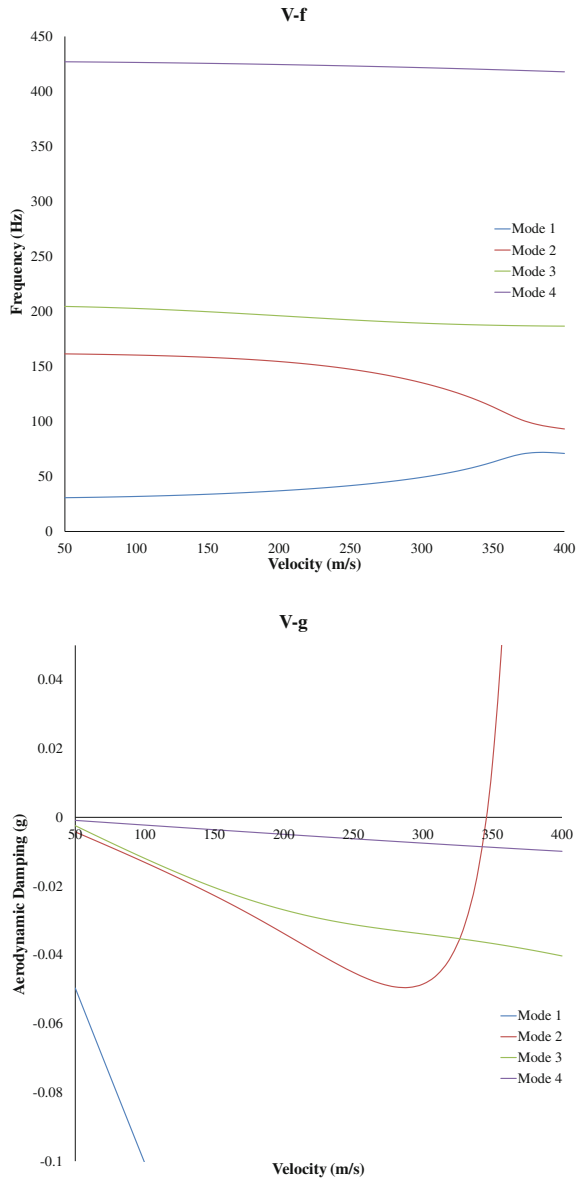 V-f
450
400
350
300
250
200
150
100
50
0
Frequency (Hz)
Mode 1
Mode 2
Mode 3
Mode 4
50 100 150 200 250 300 350 400
Velocity (m/s)
V-g
0.04
0.02
0
-0.02
-0.04
-0.06
-0.08
-0.1
Aerodynamic Damping (g)
50 100 150 200 250 300 350 400
Mode 1
Mode 2
Mode 3
Mode 4
Velocity (m/s)